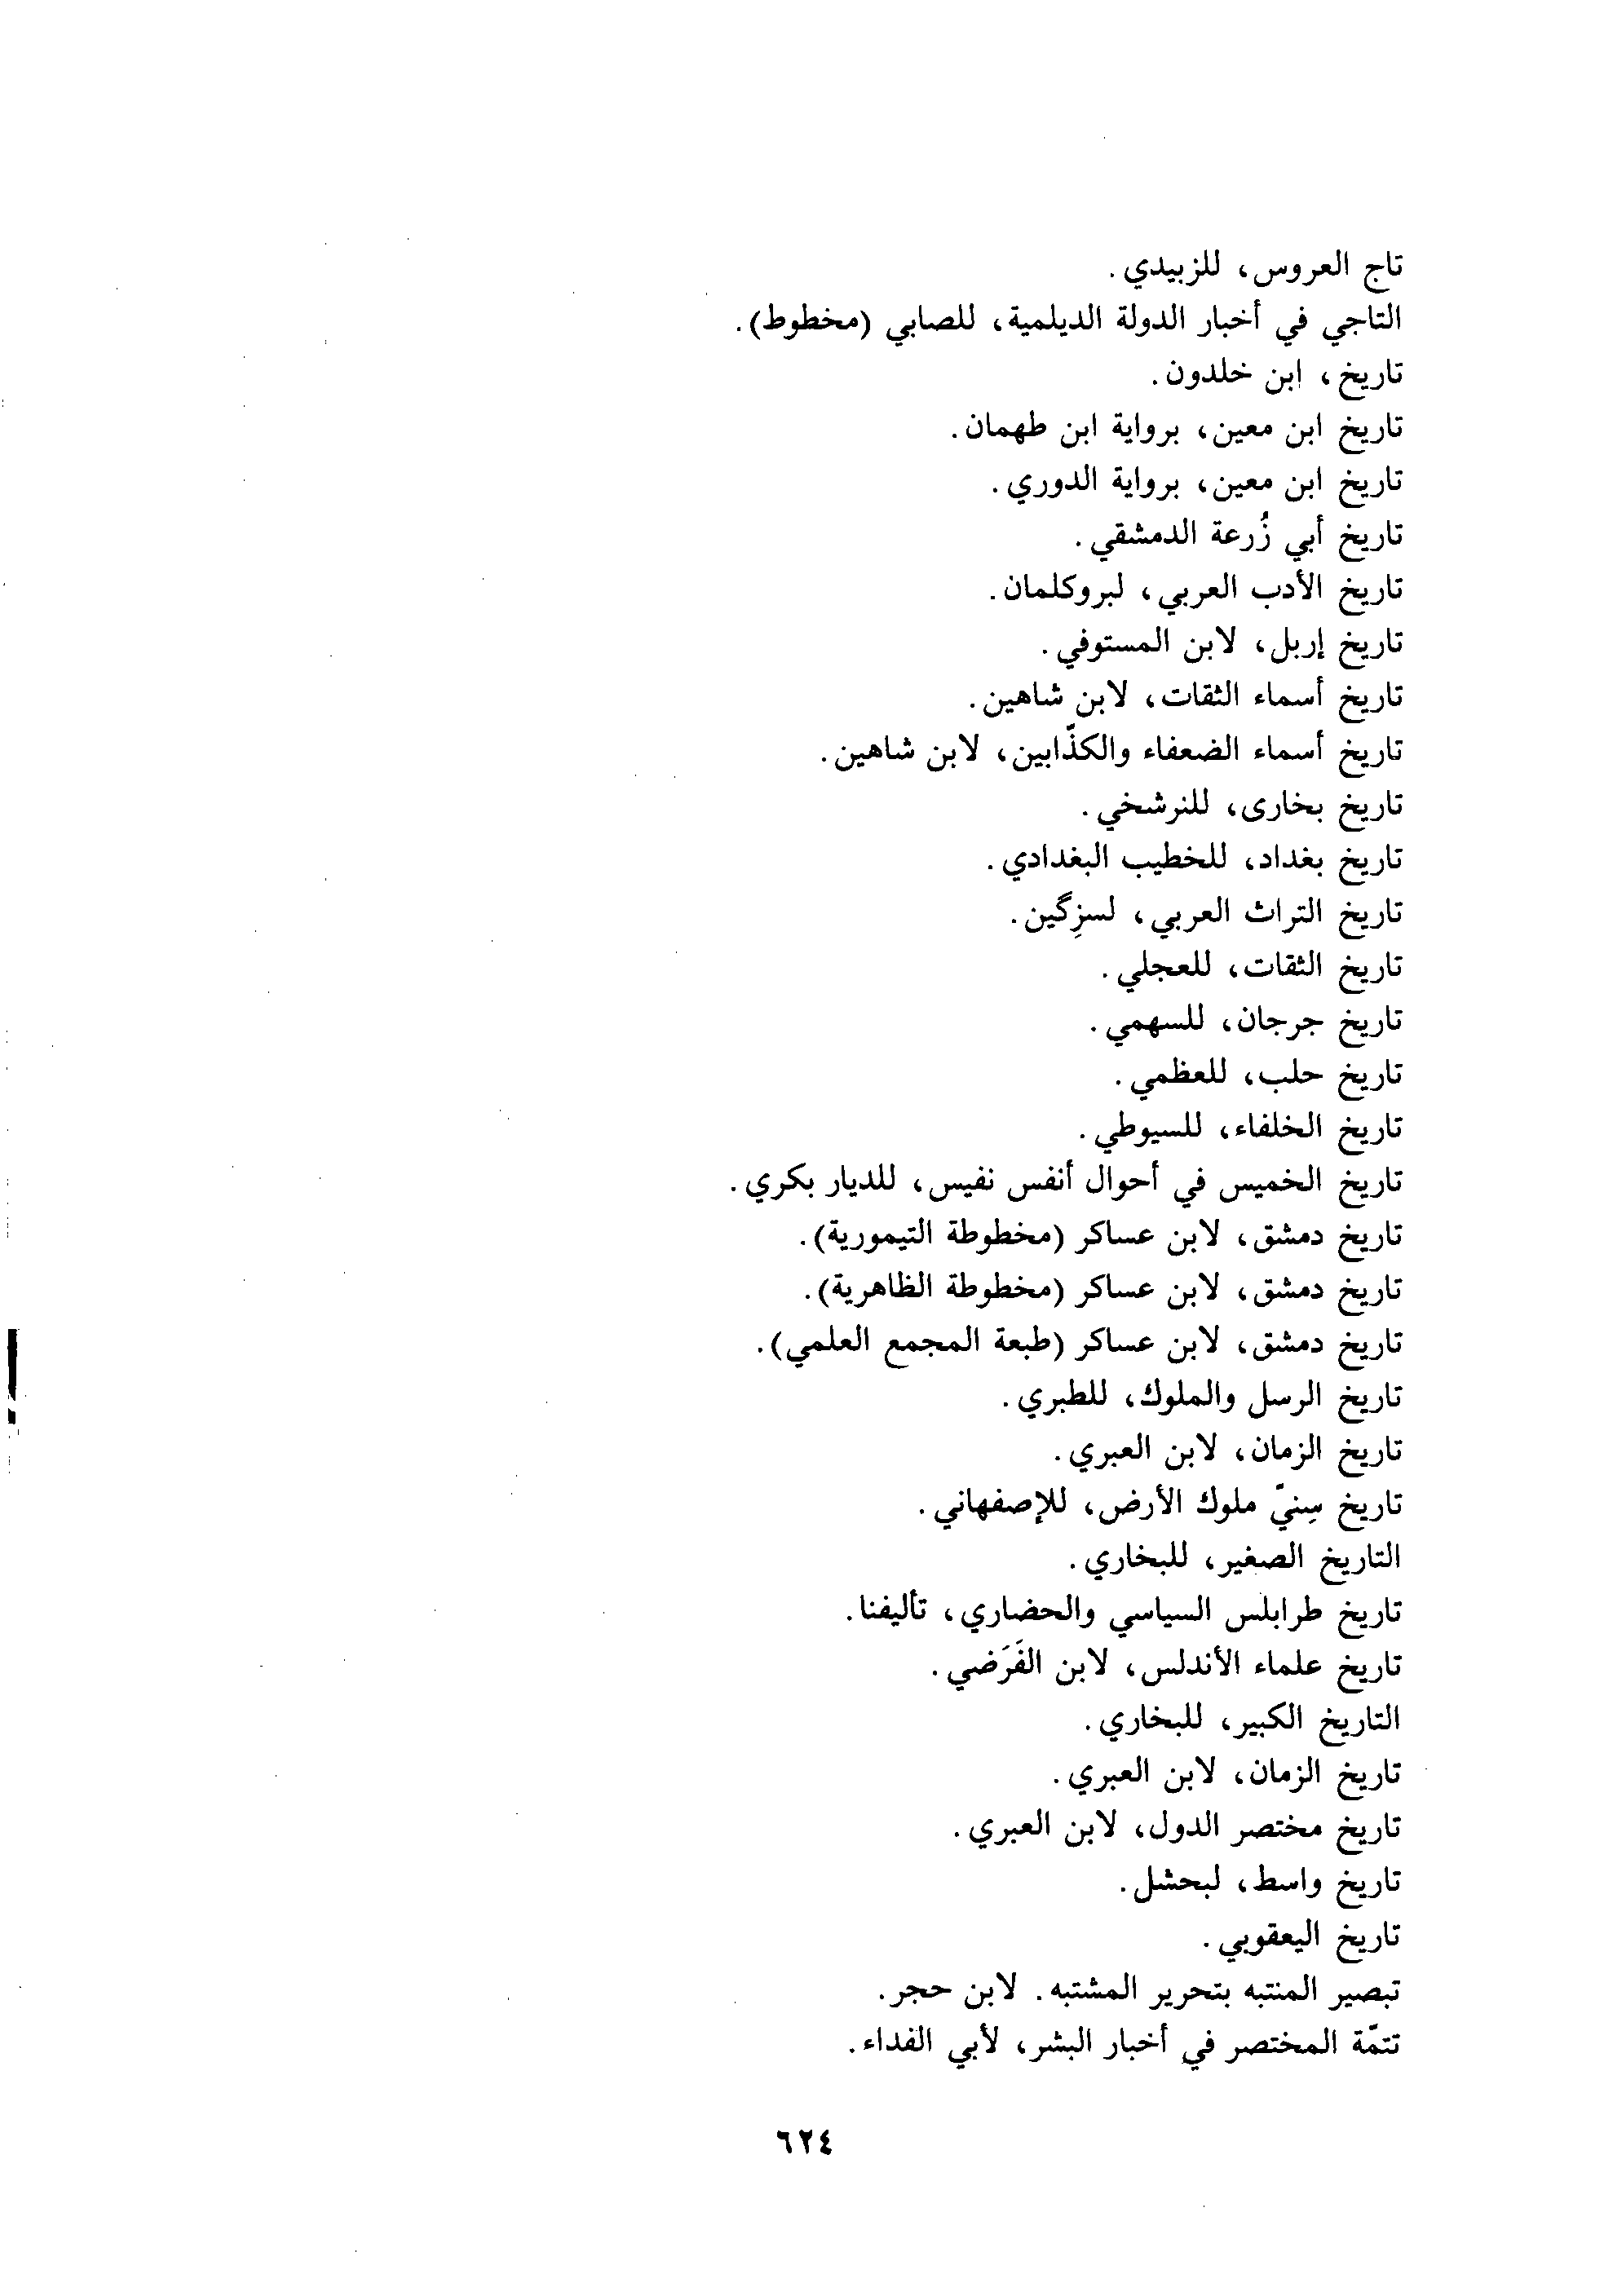 تاج العروس، للزبيدي.
التاجي في أخبار الدولة الديلمية، للصابي (مخطوط).
تاريخ، ابن خلدون.
تاريخ ابن معين، برواية ابن طهمان.
تاريخ ابن معين، برواية الدوري.
تاريخ أبي زُرعة الدمشقي.
تاريخ الأدب العربي، لبروكلمان.
تاريخ إربل، لابن المستوفي.
تاريخ أسماء الثقات، لابن شاهين.
تاريخ أسماء الضعفاء والكذّابين، لابن شاهين.
تاريخ بخارى، للنرشخي.
تاريخ بغداد، للخطيب البغدادي.
تاريخ التراث العربي، لسزِگين.
تاريخ الثقات، للعجلي.
تاريخ جرجان، للسهمي.
تاريخ حلب، للعظمي.
تاريخ الخلفاء، للسيوطي.
تاريخ الخميس في أحوال أنفس نفيس، للديار بكري.
تاريخ دمشق، لابن عساكر (مخطوطة التيمورية).
تاريخ دمشق، لابن عساكر (مخطوطة الظاهرية).
تاريخ دمشق، لابن عساكر (طبعة المجمع العلمي).
تاريخ الرسل والملوك، للطبري.
تاريخ الزمان، لابن العبري.
تاريخ سِنيّ ملوك الأرض، للإصفهاني.
التاريخ الصغير، للبخاري.
تاريخ طرابلس السياسي والحضاري، تأليفنا.
تاريخ علماء الأندلس، لابن الفَرَضي.
التاريخ الكبير، للبخاري.
تاريخ الزمان، لابن العبري.
تاريخ مختصر الدول، لابن العبري.
تاريخ واسط، لبحشل.
تاريخ اليعقوبي.
تبصير المنتبه بتحرير المشتبه. لابن حجر.
تتمّة المختصر في أخبار البشر، لأبي الفداء.
٦٢٤